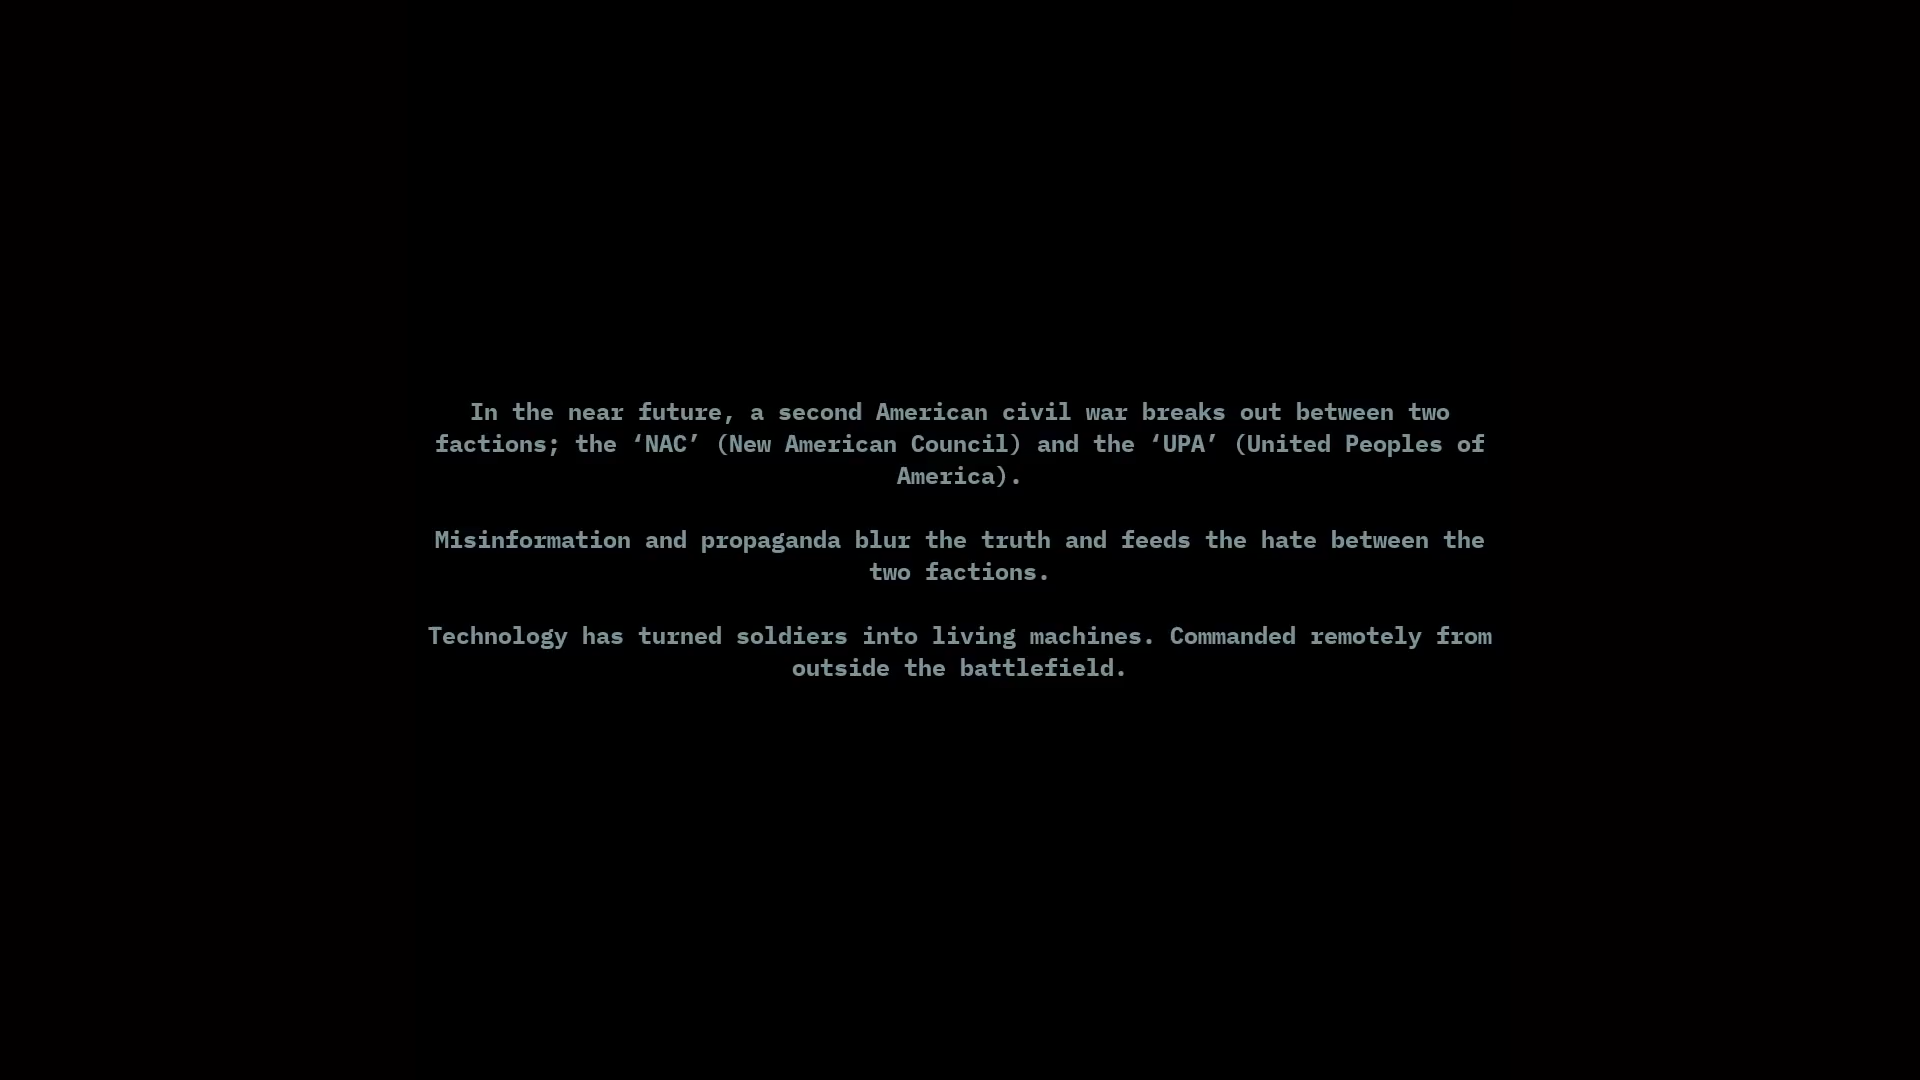 In the near future, a second American civil war breaks out between two
factions; the ‘NAC’ (New American Council) and the ‘UPA’ (United Peoples of
America).
Misinformation and propaganda blur the truth and feeds the hate between the
two factions.
Technology has turned soldiers into living machines. Commanded remotely from
outside the battlefield.